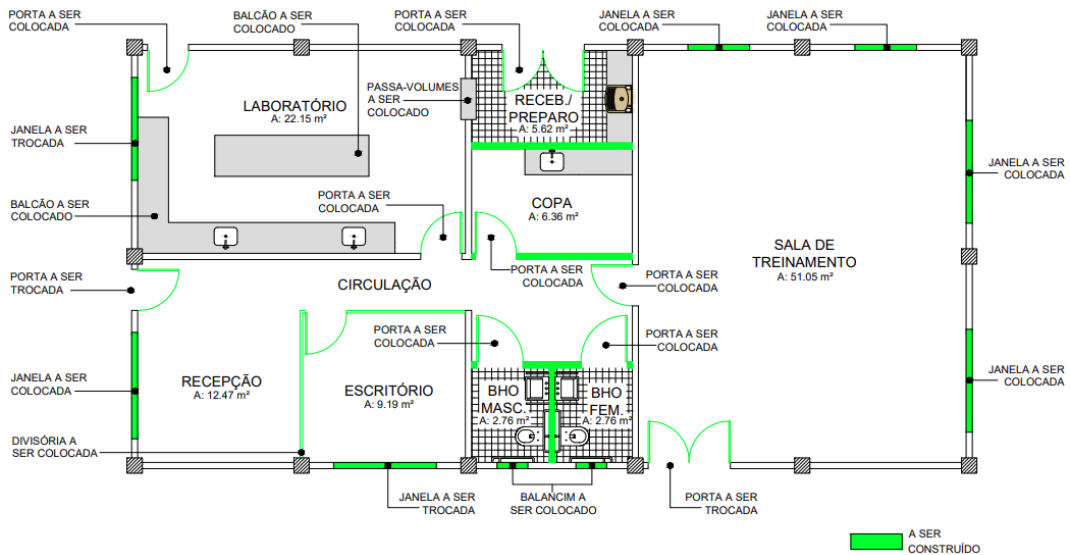 PORTA A SER
COLOCADA
BALCÃO A SER
COLOCADO
PORTA A SER
COLOCADA
JANELA A SER
COLOCADA
JANELA A SER
COLOCADA
LABORATÓRIO
A: 22.15 m²
PASSA-VOLUMES
A SER
COLOCADO
RECEB./
PREPARO
A: 5.62 m²
JANELA A SER
TROCADA
JANELA A SER
COLOCADA
BALCÃO A SER
COLOCADO
PORTA A SER
COLOCADA
COPA
A: 6.36 m²
SALA DE
TREINAMENTO
A: 51.05 m²
PORTA A SER
TROCADA
CIRCULAÇÃO
PORTA A SER
COLOCADA
PORTA A SER
COLOCADA
PORTA A SER
COLOCADA
PORTA A SER
COLOCADA
JANELA A SER
COLOCADA
RECEPÇÃO
A: 12.47 m²
ESCRITÓRIO
A: 9.19 m²
BHO
MASC.
A: 2.76 m²
BHO
FEM.
A: 2.76 m²
JANELA A SER
COLOCADA
DIVISÓRIA A
SER COLOCADA
JANELA A SER
TROCADA
BALANCIM A
SER COLOCADO
PORTA A SER
TROCADA
A SER
CONSTRUÍDO